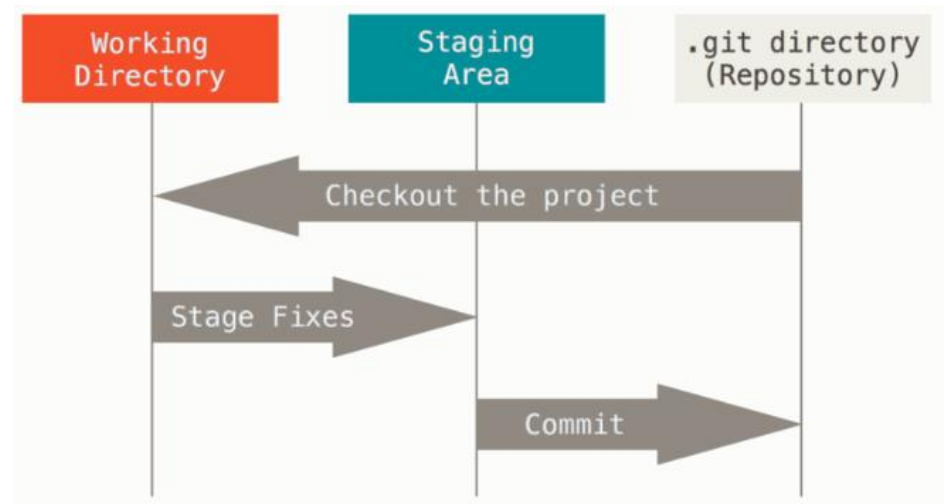 Working
Directory
Staging
Area
.git directory
(Repository)
Checkout the project
Stage Fixes
Commit